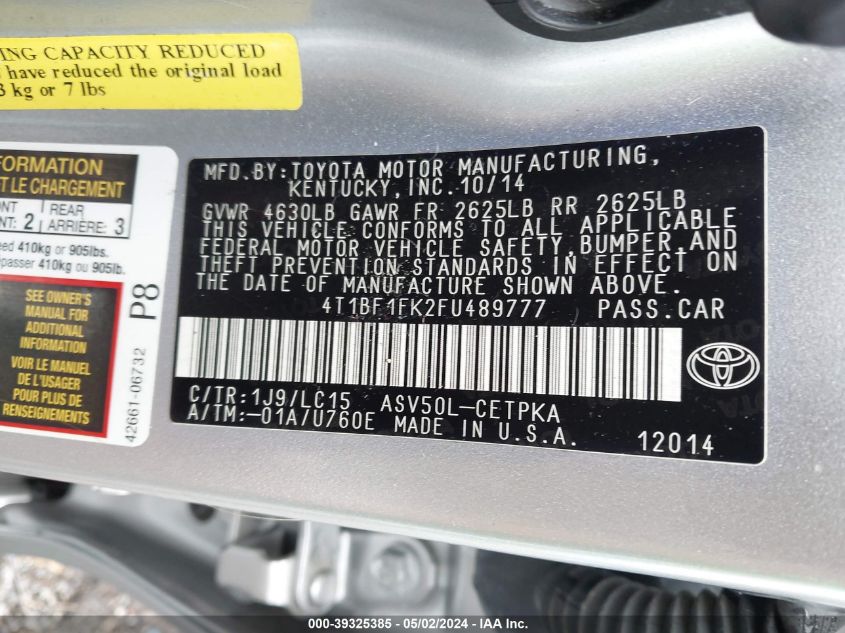 ING CAPACITY REDUCED
have reduced the original load
3 kg or 7 lbs
FORMATION
T LE CHARGEMENT
ONT REAR
NT: 2 ARRIÈRE: 3
eed 410kg or 905lbs.
passer 410kg ou 905lb.
SEE OWNER'S
MANUAL FOR
ADDITIONAL
INFORMATION
VOIR LE MANUEL
DE L'USAGER
POUR PLUS DE
RENSEIGNEMENTS
P8
42661-06732
MFD.BY:TOYOTA MOTOR MANUFACTURING,
KENTUCKY,INC.10/14
GVWR 4630LB GAWR FR 2625LB RR 2625LB
THIS VEHICLE CONFORMS TO ALL APPLICABLE
FEDERAL MOTOR VEHICLE SAFETY,BUMPER,AND
THEFT PREVENTION STANDARDS IN EFFECT ON
THE DATE OF MANUFACTURE SHOWN ABOVE.
4T1BF1FK2FU489777 PASS.CAR
C/TR:1J9/LC15 ASV50L-CETPKA
A/TM:-01A/U760E MADE IN U.S.A.
12014
TOYOTA
000-39325385 - 05/02/2024 - IAA Inc.